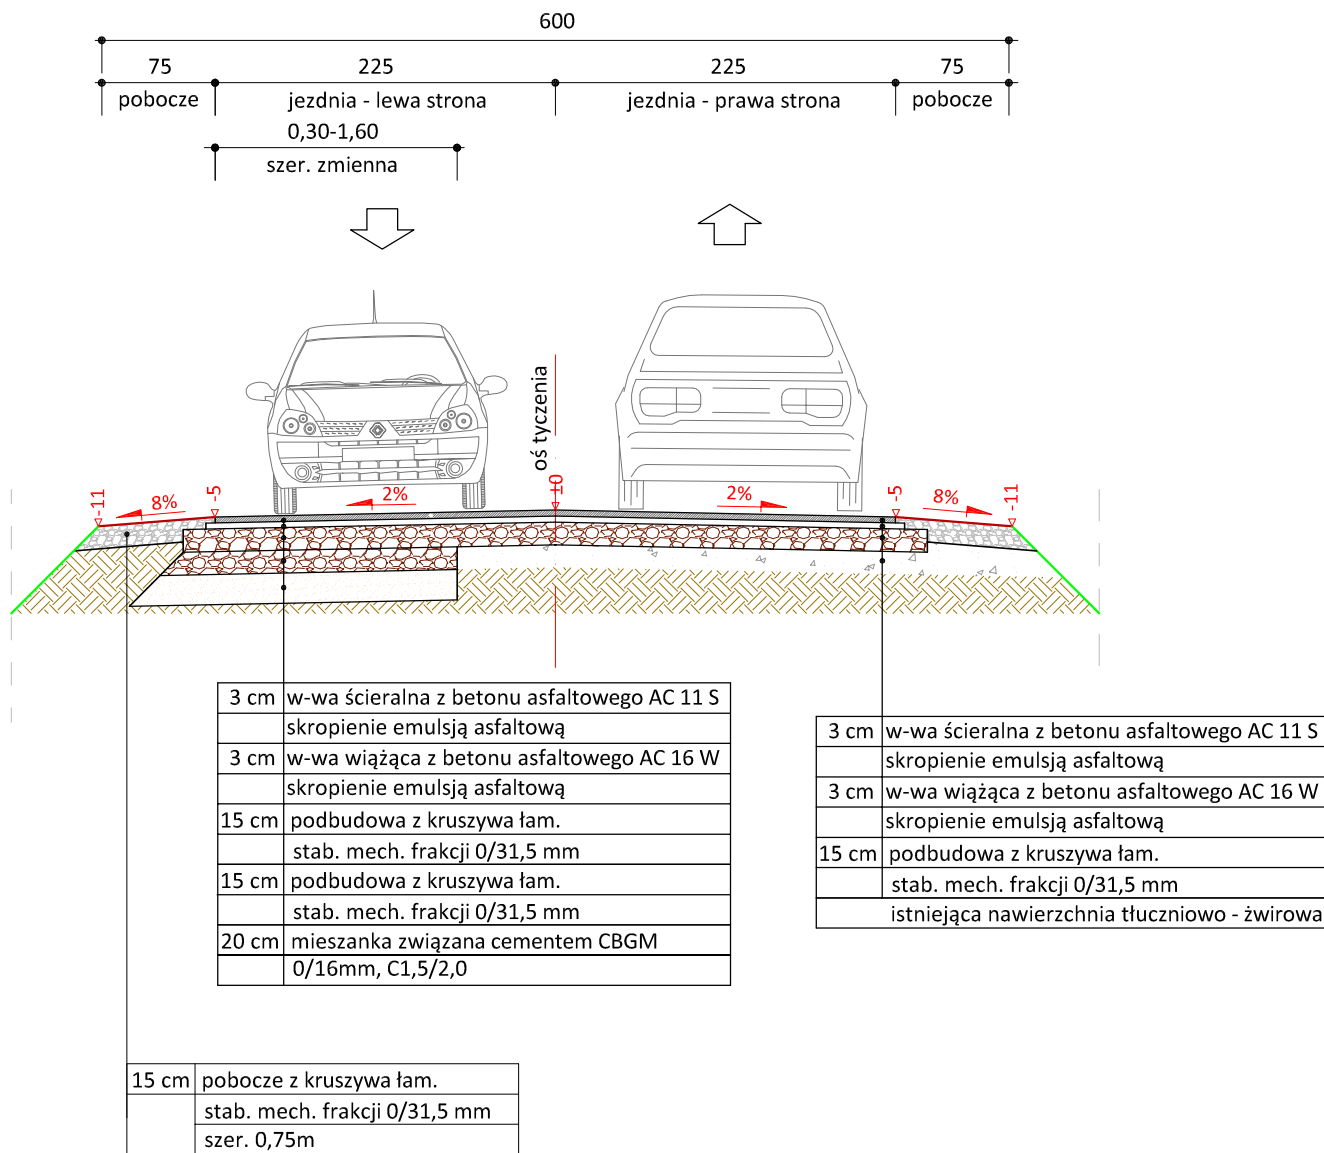 600
75 225 225 75
pobocze jezdnia - lewa strona jezdnia - prawa strona pobocze
0,30-1,60
szer. zmienna
oś tyczenia
-11 8% -5 2% ±0 2% -5 8% -11
3 cm w-wa ścieralna z betonu asfaltowego AC 11 S
skropienie emulsją asfaltową
3 cm w-wa wiążąca z betonu asfaltowego AC 16 W
skropienie emulsją asfaltową
15 cm podbudowa z kruszywa łam.
stab. mech. frakcji 0/31,5 mm
15 cm podbudowa z kruszywa łam.
stab. mech. frakcji 0/31,5 mm
20 cm mieszanka związana cementem CBGM
0/16mm, C1,5/2,0
3 cm w-wa ścieralna z betonu asfaltowego AC 11 S
skropienie emulsją asfaltową
3 cm w-wa wiążąca z betonu asfaltowego AC 16 W
skropienie emulsją asfaltową
15 cm podbudowa z kruszywa łam.
stab. mech. frakcji 0/31,5 mm
istniejąca nawierzchnia tłuczniowo - żwirowa
15 cm pobocze z kruszywa łam.
stab. mech. frakcji 0/31,5 mm
szer. 0,75m